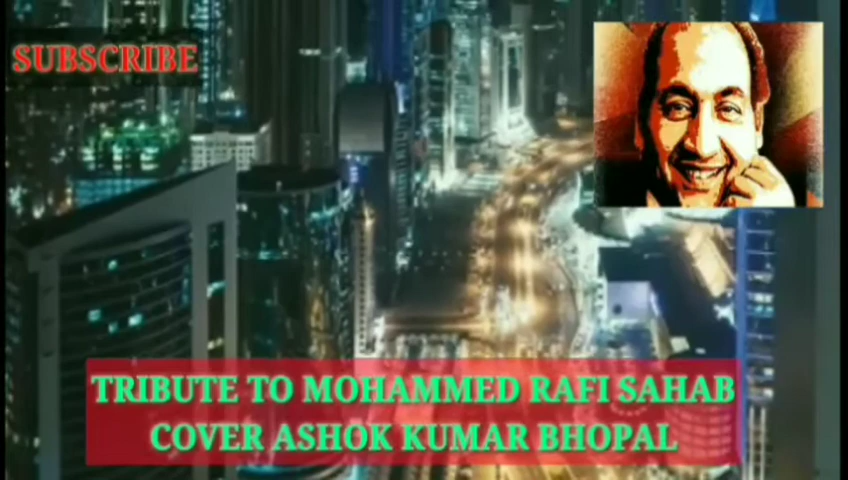 SUBSCRIBE
TRIBUTE TO MOHAMMED RAFI SAHAB
COVER ASHOK KUMAR BHOPAL